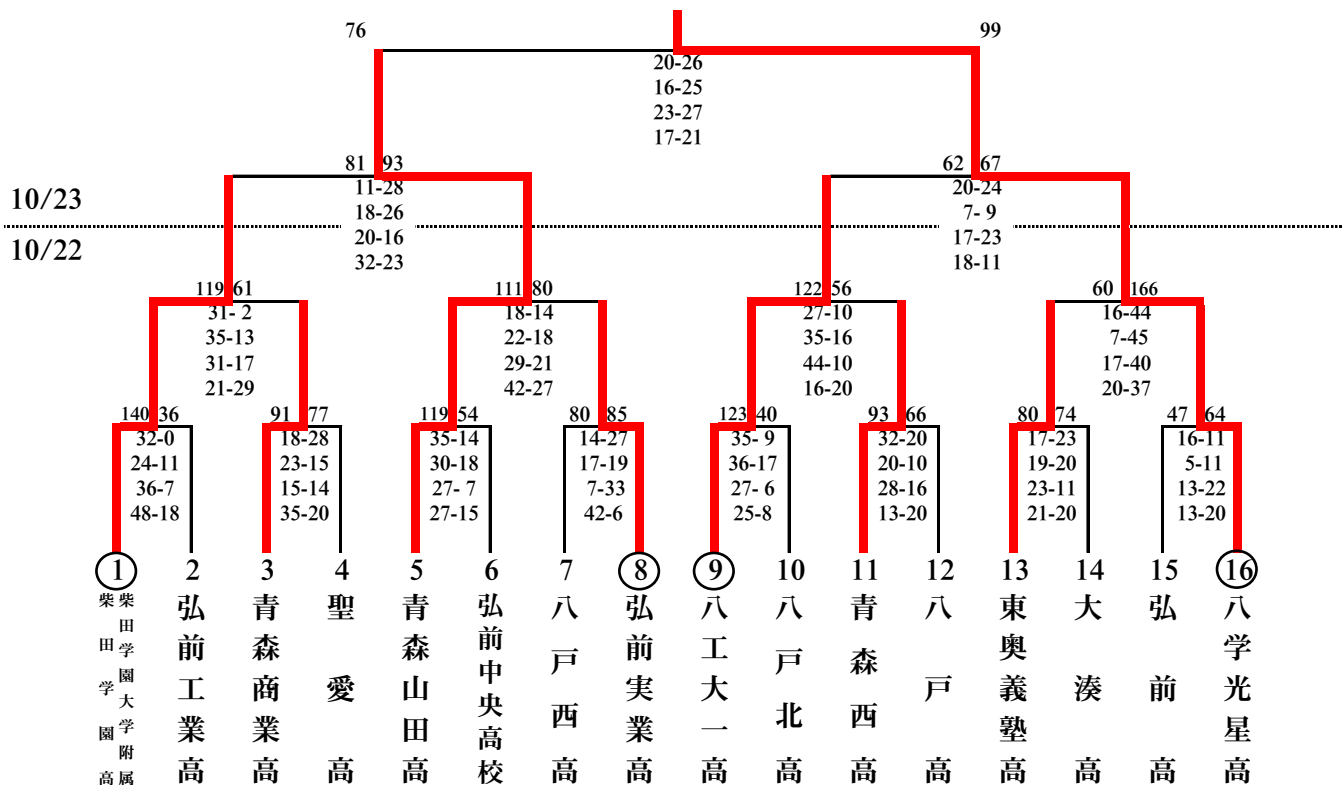 76 99
20-26
16-25
23-27
17-21
81 93 62 67
11-28 20-24
18-26 7- 9
20-16 17-23
32-23 18-11
10/23
10/22
119 61 111 80 122 56 60 166
31- 2 18-14 27-10 16-44
35-13 22-18 35-16 7-45
31-17 29-21 44-10 17-40
21-29 42-27 16-20 20-37
140 36 91 77 119 54 80 85 123 40 93 66 80 74 47 64
32-0 18-28 35-14 14-27 35- 9 32-20 17-23 16-11
24-11 23-15 30-18 17-19 36-17 20-10 19-20 5-11
36-7 15-14 27- 7 7-33 27- 6 28-16 23-11 13-22
48-18 35-20 27-15 42-6 25-8 13-20 21-20 13-20
1 2 3 4 5 6 7 8 9 10 11 12 13 14 15 16
柴田学園大学附属
柴田学園高
弘前工業高
青森商業高
聖愛高
青森山田高
弘前中央高校
八戸西高
弘前実業高
八工大一高
八戸北高
青森西高
八戸高
東奥義塾高
大湊高
弘前高
八学光星高